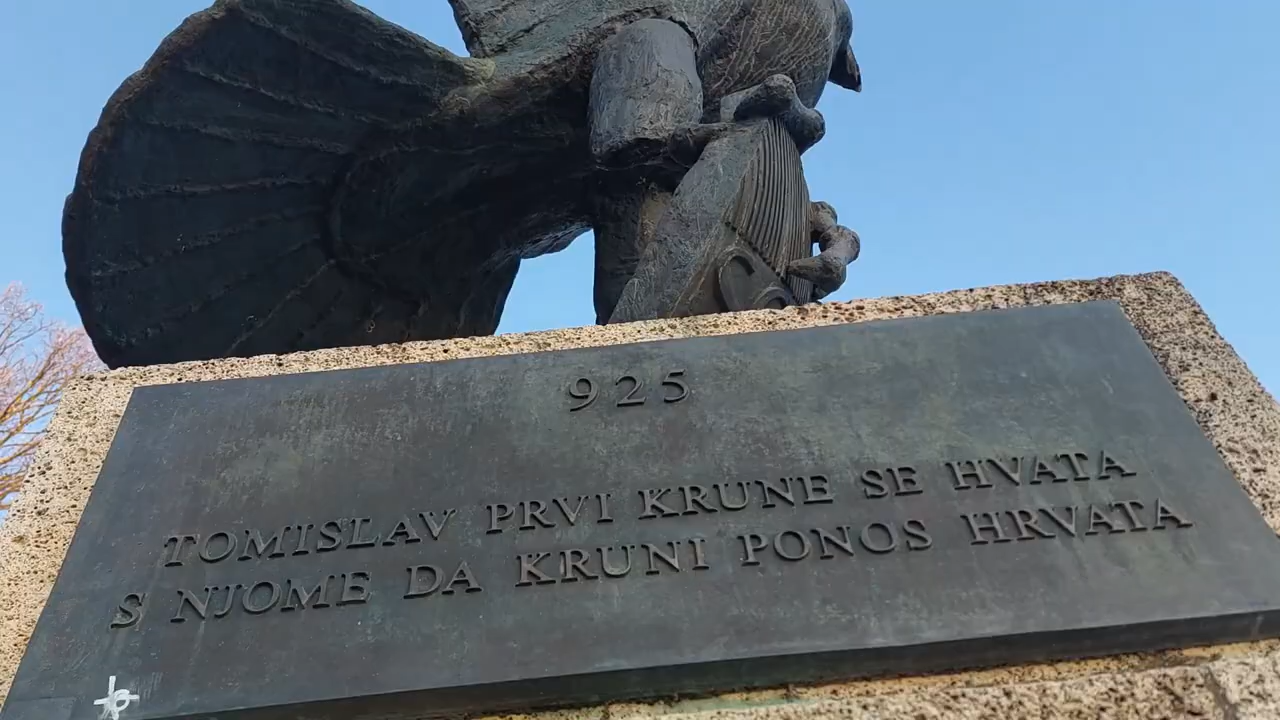 925
TOMISLAV PRVI KRUNE SE HVATA
S NJOME DA KRUNI PONOS HRVATA